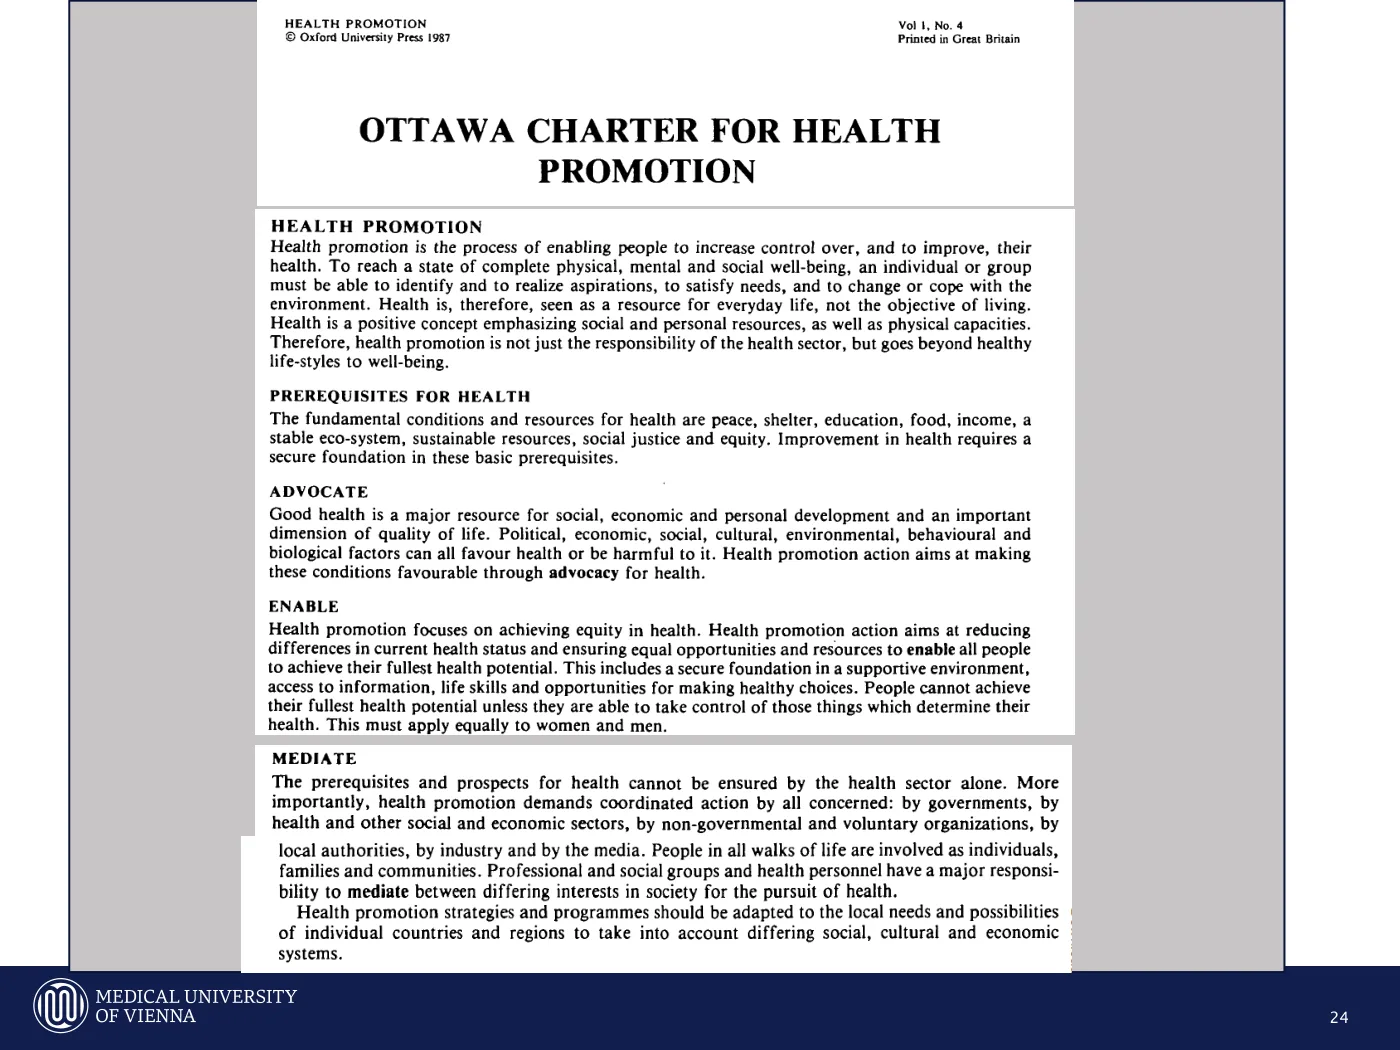 HEALTH PROMOTION
© Oxford University Press 1987
Vol 1, No. 4
Printed in Great Britain
OTTAWA CHARTER FOR HEALTH
PROMOTION
HEALTH PROMOTION
Health promotion is the process of enabling people to increase control over, and to improve, their
health. To reach a state of complete physical, mental and social well-being, an individual or group
must be able to identify and to realize aspirations, to satisfy needs, and to change or cope with the
environment. Health is, therefore, seen as a resource for everyday life, not the objective of living.
Health is a positive concept emphasizing social and personal resources, as well as physical capacities.
Therefore, health promotion is not just the responsibility of the health sector, but goes beyond healthy
life-styles to well-being.
PREREQUISITES FOR HEALTH
The fundamental conditions and resources for health are peace, shelter, education, food, income, a
stable eco-system, sustainable resources, social justice and equity. Improvement in health requires a
secure foundation in these basic prerequisites.
ADVOCATE
Good health is a major resource for social, economic and personal development and an important
dimension of quality of life. Political, economic, social, cultural, environmental, behavioural and
biological factors can all favour health or be harmful to it. Health promotion action aims at making
these conditions favourable through advocacy for health.
ENABLE
Health promotion focuses on achieving equity in health. Health promotion action aims at reducing
differences in current health status and ensuring equal opportunities and resources to enable all people
to achieve their fullest health potential. This includes a secure foundation in a supportive environment,
access to information, life skills and opportunities for making healthy choices. People cannot achieve
their fullest health potential unless they are able to take control of those things which determine their
health. This must apply equally to women and men.
MEDIATE
The prerequisites and prospects for health cannot be ensured by the health sector alone. More
importantly, health promotion demands coordinated action by all concerned: by governments, by
health and other social and economic sectors, by non-governmental and voluntary organizations, by
local authorities, by industry and by the media. People in all walks of life are involved as individuals,
families and communities. Professional and social groups and health personnel have a major responsi-
bility to mediate between differing interests in society for the pursuit of health.
Health promotion strategies and programmes should be adapted to the local needs and possibilities
of individual countries and regions to take into account differing social, cultural and economic
systems.
MEDICAL UNIVERSITY
OF VIENNA
24